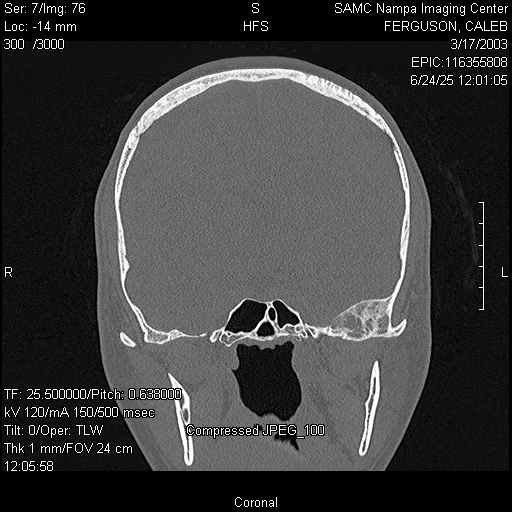 Ser: 7/Img: 76
Loc: -14 mm
300 /3000
S
HFS
SAMC Nampa Imaging Center
FERGUSON, CALEB
3/17/2003
EPIC:116355808
6/24/25 12:01:05
R
L
TF: 25.500000/Pitch: 0.638000
kV 120/mA 150/500 msec
Tilt: 0/Oper: TLW
Thk 1 mm/FOV 24 cm
12:05:58
Compressed JPEG_100
Coronal